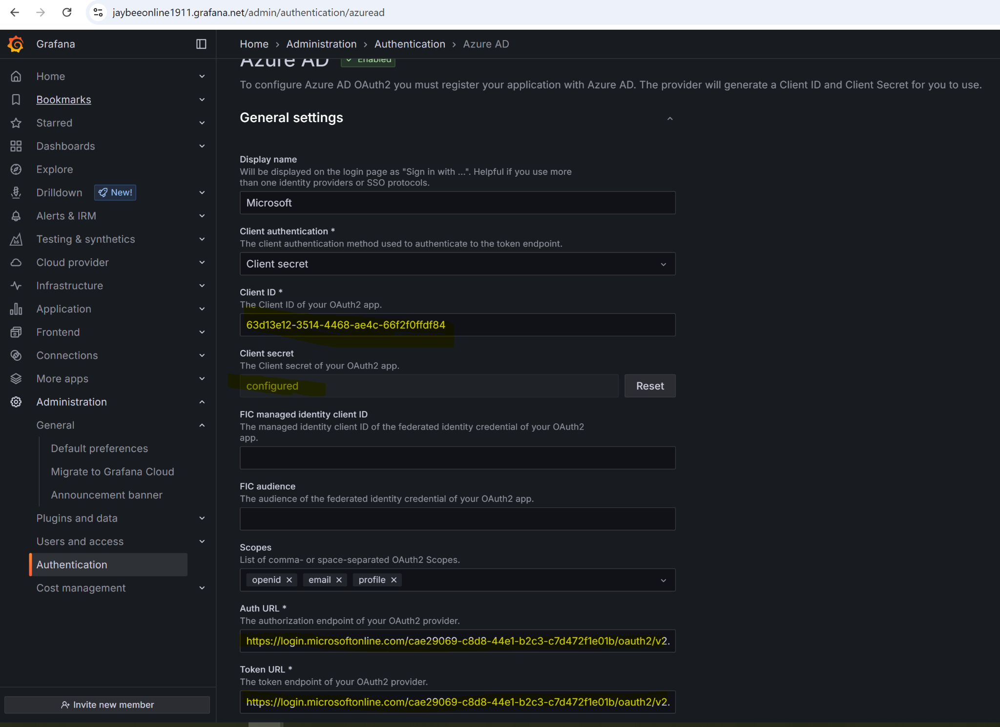 jaybeeonline1911.grafana.net/admin/authentication/azuread
Grafana
Home
Bookmarks
Starred
Dashboards
Explore
Drilldown New!
Alerts & IRM
Testing & synthetics
Cloud provider
Infrastructure
Application
Frontend
Connections
More apps
Administration
General
Default preferences
Migrate to Grafana Cloud
Announcement banner
Plugins and data
Users and access
Authentication
Cost management
Invite new member
Home › Administration › Authentication › Azure AD
Azure AD Enabled
To configure Azure AD OAuth2 you must register your application with Azure AD. The provider will generate a Client ID and Client Secret for you to use.
General settings
Display name
Will be displayed on the login page as "Sign in with ...". Helpful if you use more
than one identity providers or SSO protocols.
Microsoft
Client authentication *
The client authentication method used to authenticate to the token endpoint.
Client secret
Client ID *
The Client ID of your OAuth2 app.
63d13e12-3514-4468-ae4c-66f2f0ffdf84
Client secret
The Client secret of your OAuth2 app.
configured
Reset
FIC managed identity client ID
The managed identity client ID of the federated identity credential of your OAuth2
app.
FIC audience
The audience of the federated identity credential of your OAuth2 app.
Scopes
List of comma- or space-separated OAuth2 Scopes.
openid email profile
Auth URL *
The authorization endpoint of your OAuth2 provider.
https://login.microsoftonline.com/cae29069-c8d8-44e1-b2c3-c7d472f1e01b/oauth2/v2.
Token URL *
The token endpoint of your OAuth2 provider.
https://login.microsoftonline.com/cae29069-c8d8-44e1-b2c3-c7d472f1e01b/oauth2/v2.